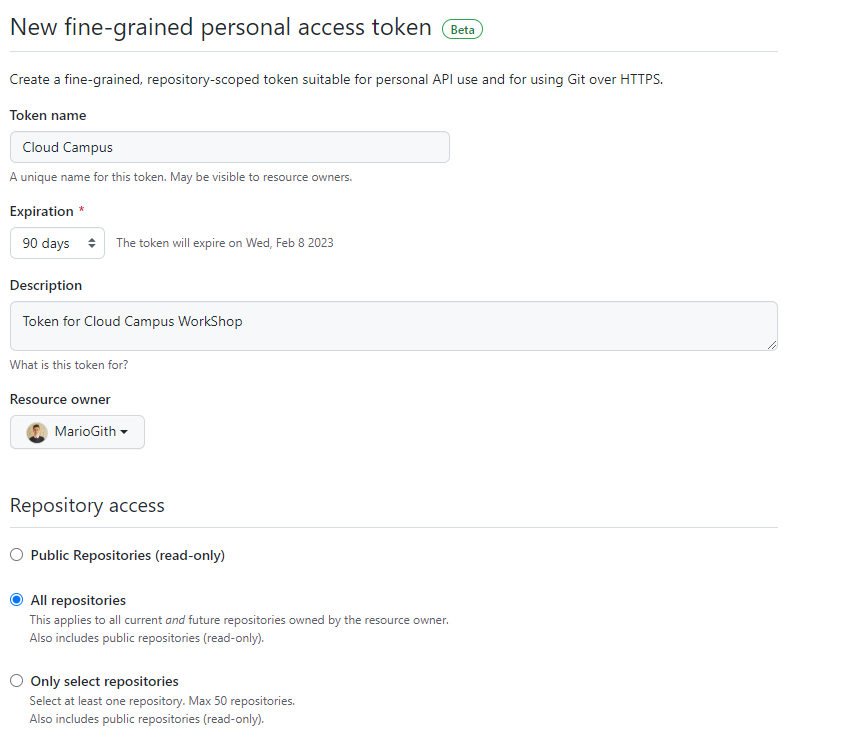 New fine-grained personal access token Beta
Create a fine-grained, repository-scoped token suitable for personal API use and for using Git over HTTPS.
Token name
Cloud Campus
A unique name for this token. May be visible to resource owners.
Expiration *
90 days The token will expire on Wed, Feb 8 2023
Description
Token for Cloud Campus WorkShop
What is this token for?
Resource owner
MarioGith
Repository access
Public Repositories (read-only)
All repositories
This applies to all current and future repositories owned by the resource owner.
Also includes public repositories (read-only).
Only select repositories
Select at least one repository. Max 50 repositories.
Also includes public repositories (read-only).